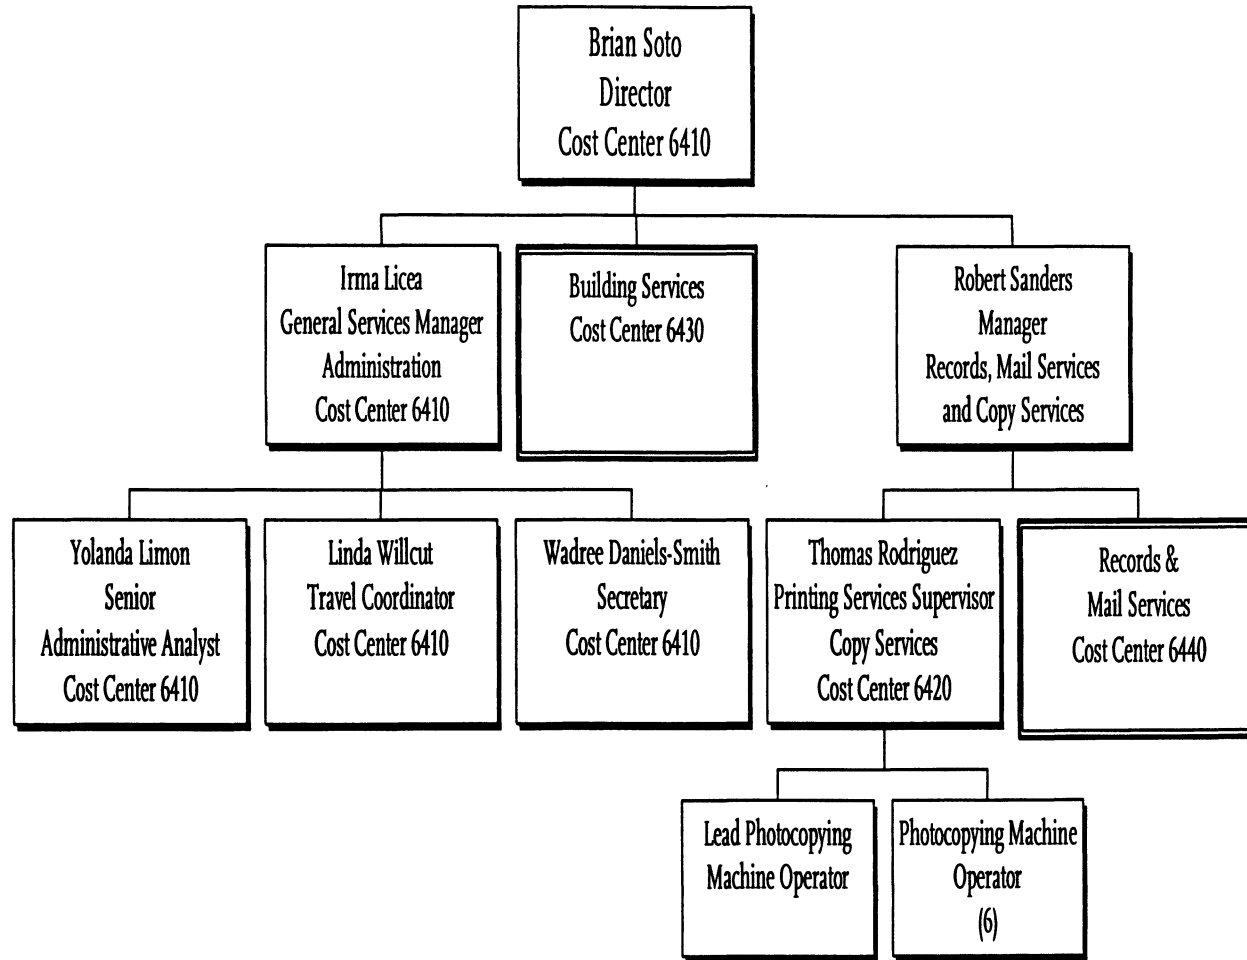 Brian Soto
Director
Cost Center 6410
Irma Licea
General Services Manager
Administration
Cost Center 6410
Building Services
Cost Center 6430
Robert Sanders
Manager
Records, Mail Services
and Copy Services
Yolanda Limon
Senior
Administrative Analyst
Cost Center 6410
Linda Willcut
Travel Coordinator
Cost Center 6410
Wadree Daniels-Smith
Secretary
Cost Center 6410
Thomas Rodriguez
Printing Services Supervisor
Copy Services
Cost Center 6420
Records &
Mail Services
Cost Center 6440
Lead Photocopying
Machine Operator
Photocopying Machine
Operator
(6)